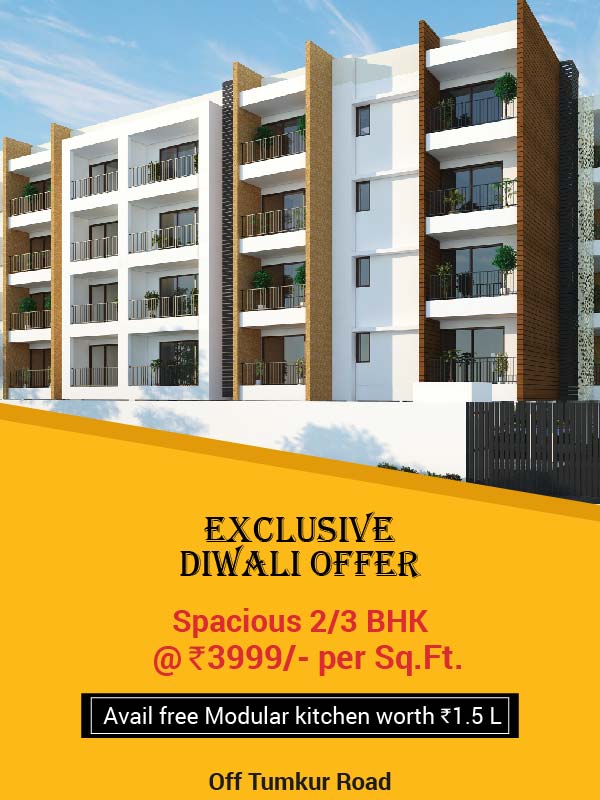 EXCLUSIVE
DIWALI OFFER
Spacious 2/3 BHK
@ ₹3999/- per Sq.Ft.
Avail free Modular kitchen worth ₹1.5 L
Off Tumkur Road